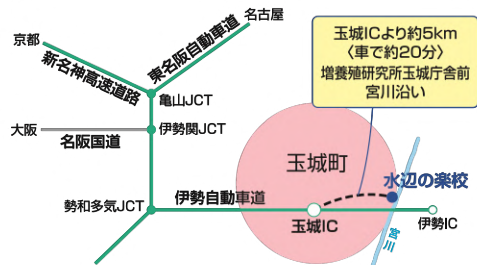 名古屋
京都
東名阪自動車道
新名神高速道路
亀山JCT
大阪
名阪国道
伊勢関JCT
玉城ICより約5km
〈車で約20分〉
増養殖研究所玉城庁舎前
宮川沿い
玉城町
水辺の楽校
伊勢自動車道
勢和多気JCT
玉城IC
宮川
伊勢IC